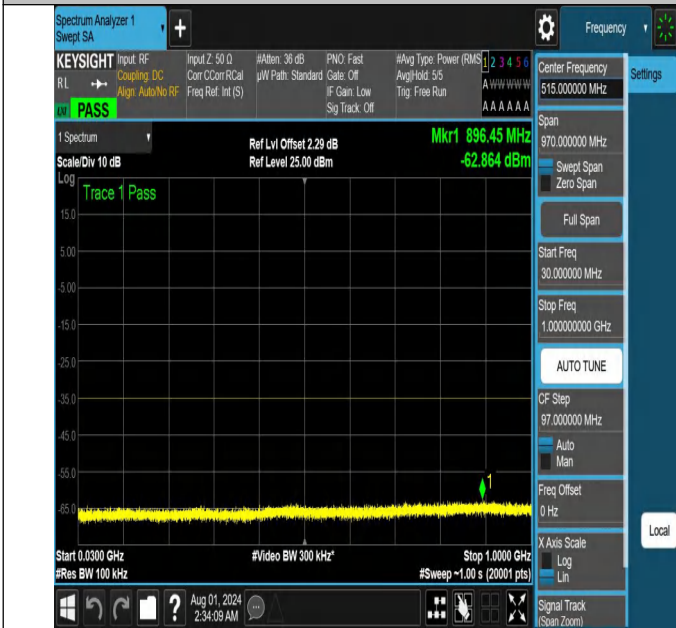 Spectrum Analyzer 1
Swept SA
+
Frequency
KEYSIGHT
RL
Input: RF
Coupling: DC
Align: Auto/No RF
Input Z: 50 Ω
Corr CCorr RCal
Freq Ref: Int (S)
#Atten: 36 dB
µW Path: Standard
PNO: Fast
Gate: Off
IF Gain: Low
Sig Track: Off
#Avg Type: Power (RMS
Avg|Hold: 5/5
Trig: Free Run
1 2 3 4 5 6
A W W W W W
A A A A A A
PASS
1 Spectrum
Scale/Div 10 dB
Log
Ref Lvl Offset 2.29 dB
Ref Level 25.00 dBm
Mkr1 896.45 MHz
-62.864 dBm
Trace 1 Pass
15.0
5.00
-5.00
-15.0
-25.0
-35.0
-45.0
-55.0
-65.0
1
Start 0.0300 GHz
#Res BW 100 kHz
#Video BW 300 kHz*
Stop 1.0000 GHz
#Sweep ~1.00 s (20001 pts)
?
Aug 01, 2024
2:34:09 AM
Center Frequency
515.000000 MHz
Settings
Span
970.000000 MHz
Swept Span
Zero Span
Full Span
Start Freq
30.000000 MHz
Stop Freq
1.000000000 GHz
AUTO TUNE
CF Step
97.000000 MHz
Auto
Man
Freq Offset
0 Hz
X Axis Scale
Log
Lin
Local
Signal Track
(Span Zoom)